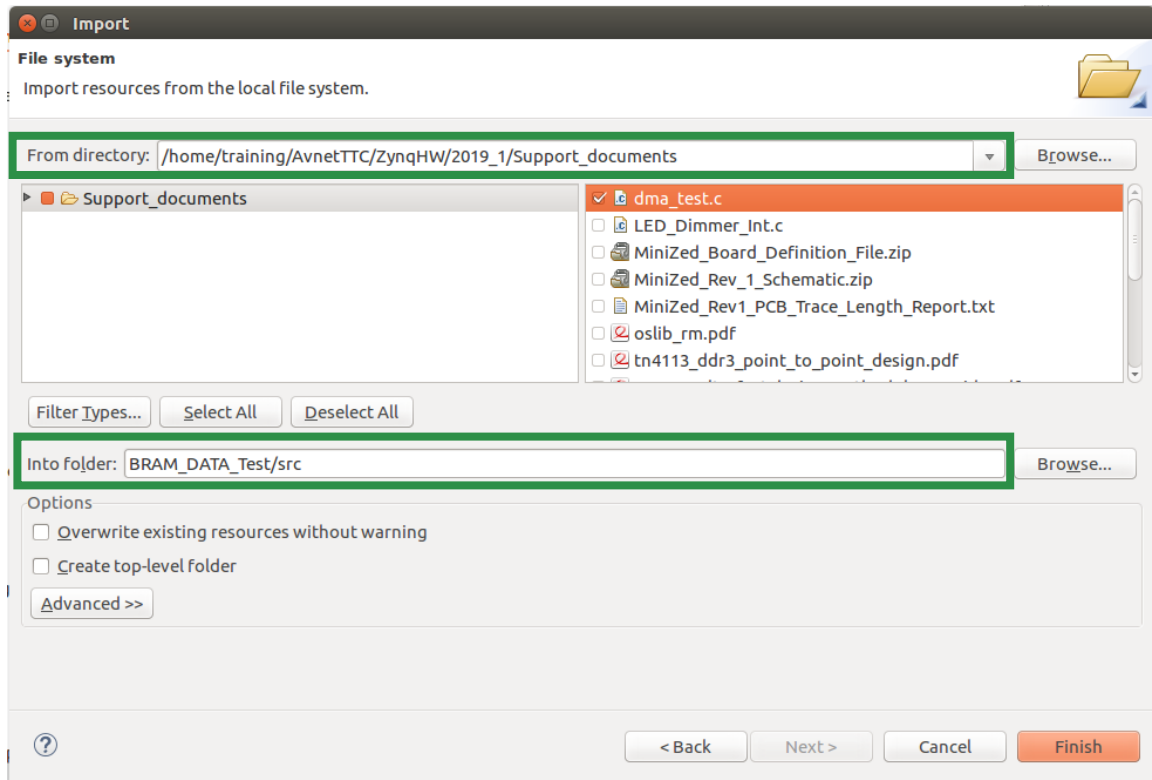 Import
File system
Import resources from the local file system.
From directory: /home/training/AvnetTTC/ZynqHW/2019_1/Support_documents Browse...
Support_documents
dma_test.c
LED_Dimmer_Int.c
MiniZed_Board_Definition_File.zip
MiniZed_Rev_1_Schematic.zip
MiniZed_Rev1_PCB_Trace_Length_Report.txt
oslib_rm.pdf
tn4113_ddr3_point_to_point_design.pdf
Filter Types... Select All Deselect All
Into folder: BRAM_DATA_Test/src Browse...
Options
Overwrite existing resources without warning
Create top-level folder
Advanced >>
? < Back Next > Cancel Finish